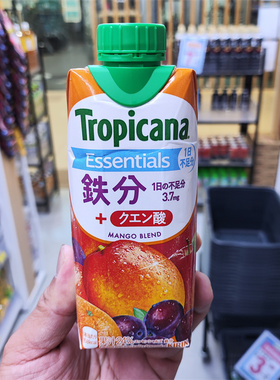 Tropicana
Essentials
1日
不足分
鉄分
1日の不足分
3.7mg
+ クエン酸
MANGO BLEND